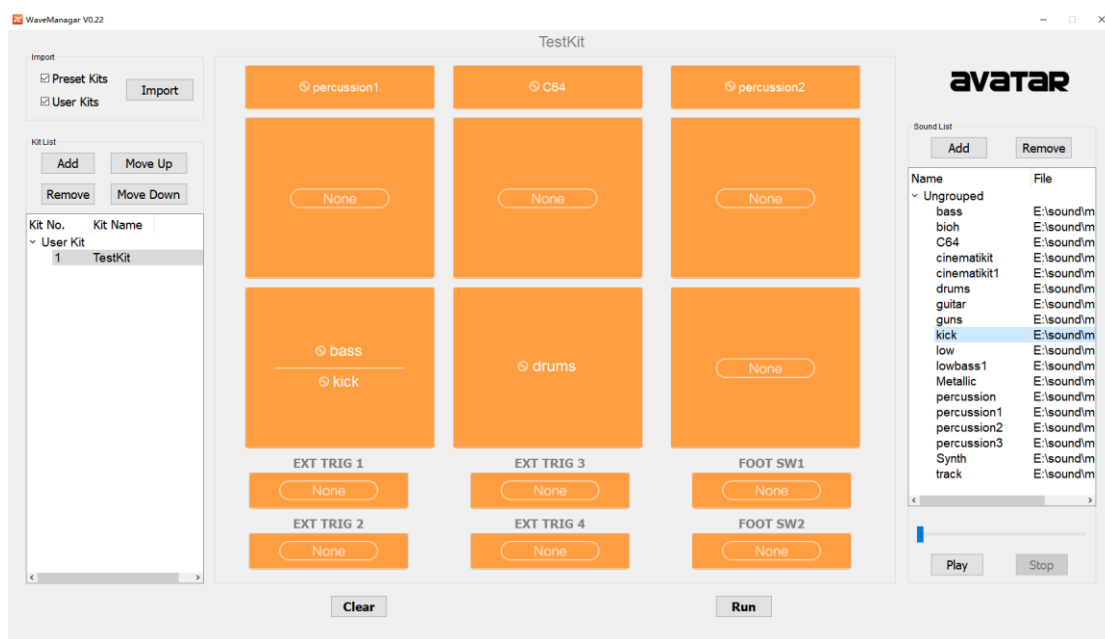 WaveManagar V0.22
TestKit
Import
Preset Kits
User Kits
Import
Kit List
Add
Move Up
Remove
Move Down
Kit No. Kit Name
User Kit
1 TestKit
percussion1
C64
percussion2
None
None
None
bass
kick
drums
None
EXT TRIG 1
EXT TRIG 3
FOOT SW1
None
None
None
EXT TRIG 2
EXT TRIG 4
FOOT SW2
None
None
None
Clear
Run
avatar
Sound List
Add
Remove
Name File
Ungrouped
bass E:\sound\m
bioh E:\sound\m
C64 E:\sound\m
cinematikit E:\sound\m
cinematikit1 E:\sound\m
drums E:\sound\m
guitar E:\sound\m
guns E:\sound\m
kick E:\sound\m
low E:\sound\m
lowbass1 E:\sound\m
Metallic E:\sound\m
percussion E:\sound\m
percussion1 E:\sound\m
percussion2 E:\sound\m
percussion3 E:\sound\m
Synth E:\sound\m
track E:\sound\m
Play
Stop